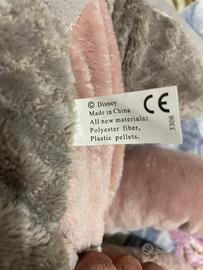 © Disney
Made in China
All new materials:
Polyester fiber,
Plastic pellets.
CE
3308